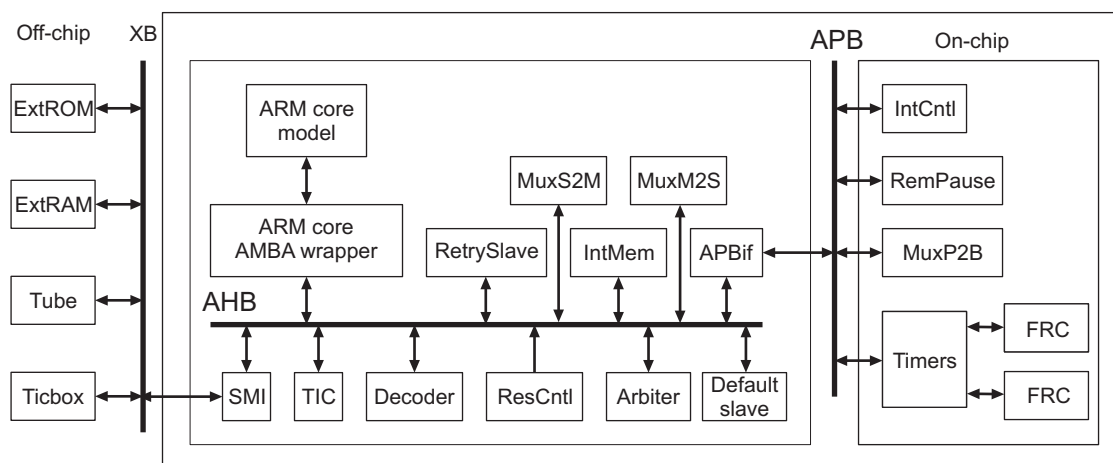 Off-chip
XB
APB
On-chip
ExtROM
ARM core
model
IntCntl
MuxS2M
MuxM2S
RemPause
ExtRAM
ARM core
AMBA wrapper
RetrySlave
IntMem
APBif
MuxP2B
Tube
AHB
FRC
Timers
Ticbox
SMI
TIC
Decoder
ResCntl
Arbiter
Default
slave
FRC